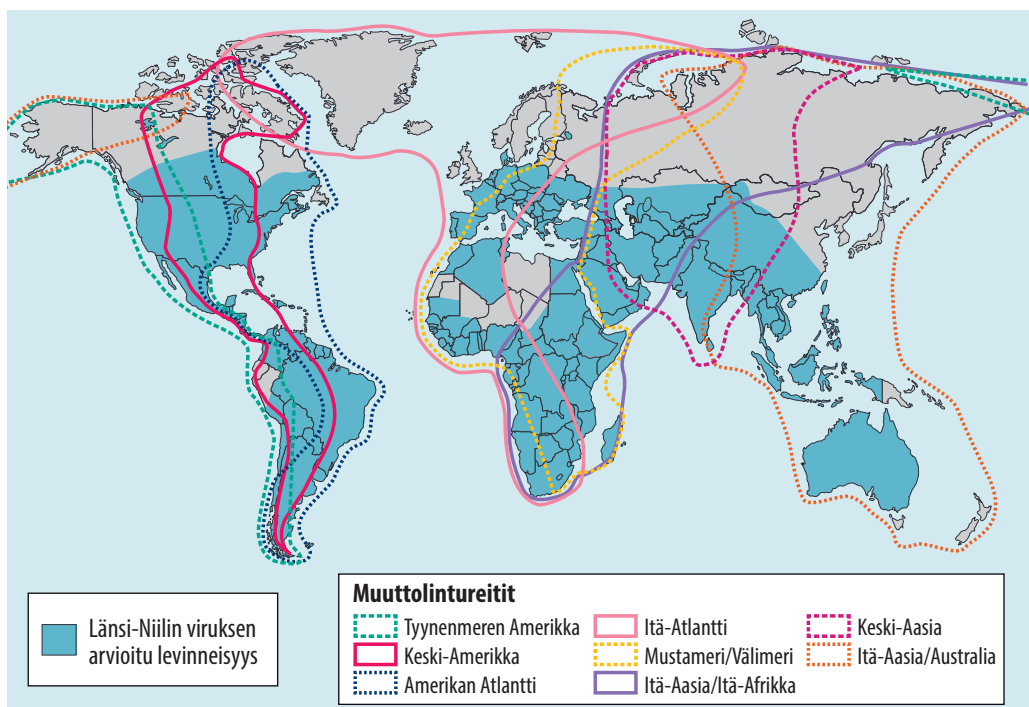 Länsi-Niilin viruksen
arvioitu levinneisyys
Muuttolintureitit
Tyynenmeren Amerikka
Keski-Amerikka
Amerikan Atlantti
Itä-Atlantti
Mustameri/Välimeri
Itä-Aasia/Itä-Afrikka
Keski-Aasia
Itä-Aasia/Australia